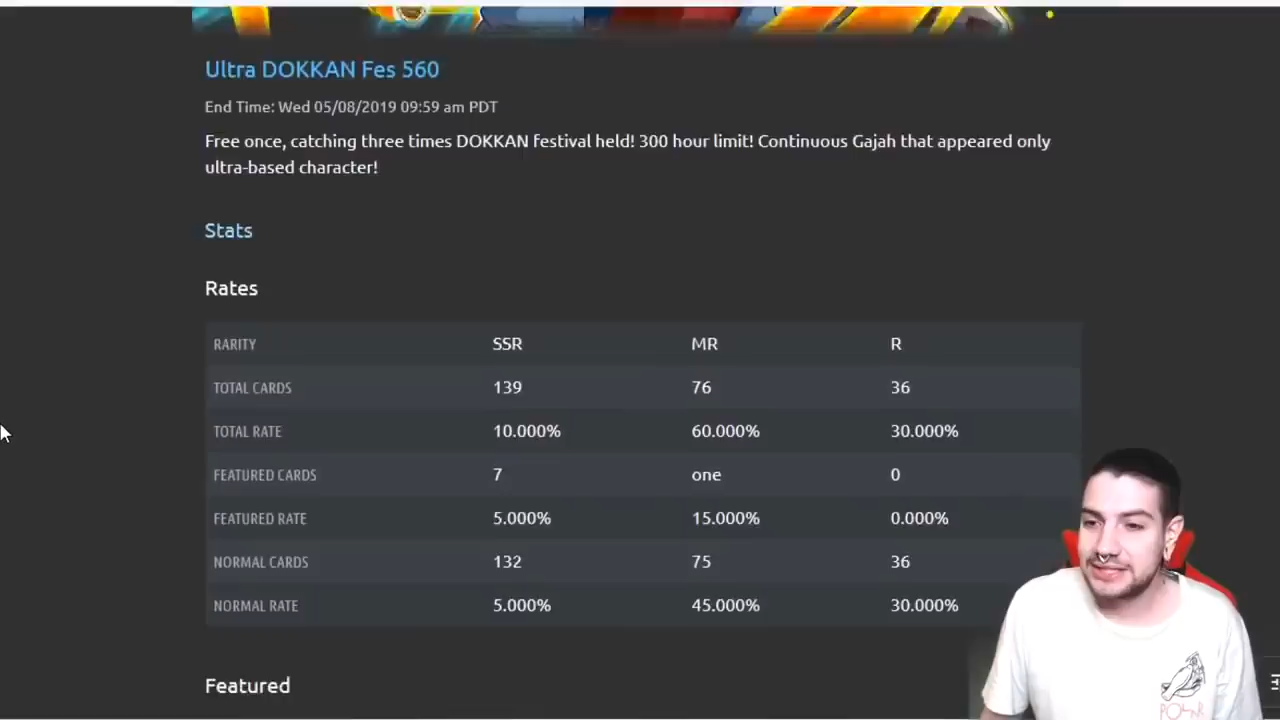 Ultra DOKKAN Fes 560
End Time: Wed 05/08/2019 09:59 am PDT
Free once, catching three times DOKKAN festival held! 300 hour limit! Continuous Gajah that appeared only
ultra-based character!
Stats
Rates
RARITY SSR MR R
TOTAL CARDS 139 76 36
TOTAL RATE 10.000% 60.000% 30.000%
FEATURED CARDS 7 one 0
FEATURED RATE 5.000% 15.000% 0.000%
NORMAL CARDS 132 75 36
NORMAL RATE 5.000% 45.000% 30.000%
Featured